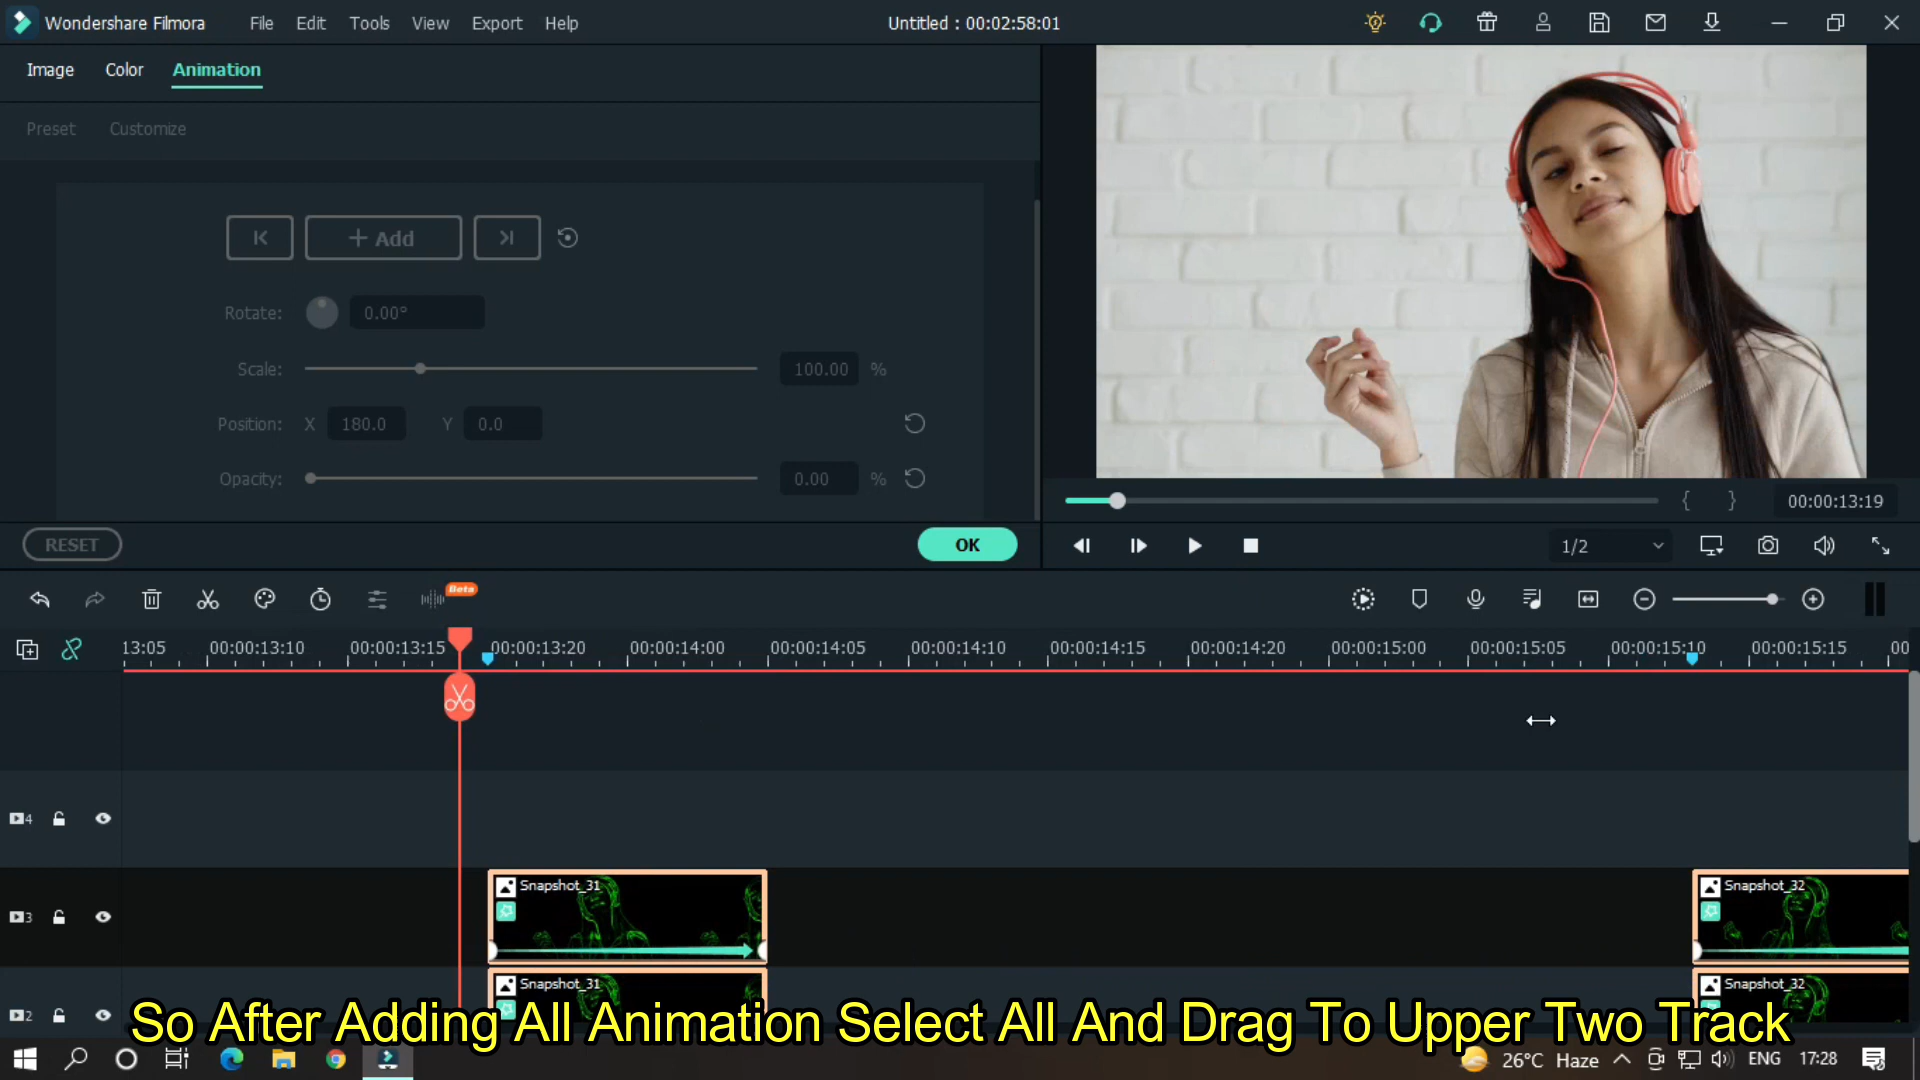 Wondershare Filmora File Edit Tools View Export Help Untitled : 00:02:58:01
Image Color Animation
Preset Customize
+ Add
Rotate: 0.00°
Scale: 100.00 %
Position: X 180.0 Y 0.0
Opacity: 0.00 %
00:00:13:19
RESET OK
1/2
Beta
13:05 00:00:13:10 00:00:13:15 00:00:13:20 00:00:14:00 00:00:14:05 00:00:14:10 00:00:14:15 00:00:14:20 00:00:15:00 00:00:15:05 00:00:15:10 00:00:15:15 00
4
Snapshot_31 Snapshot_32
3
Snapshot_31 Snapshot_32
2
So After Adding All Animation Select All And Drag To Upper Two Track
26°C Haze ENG 17:28